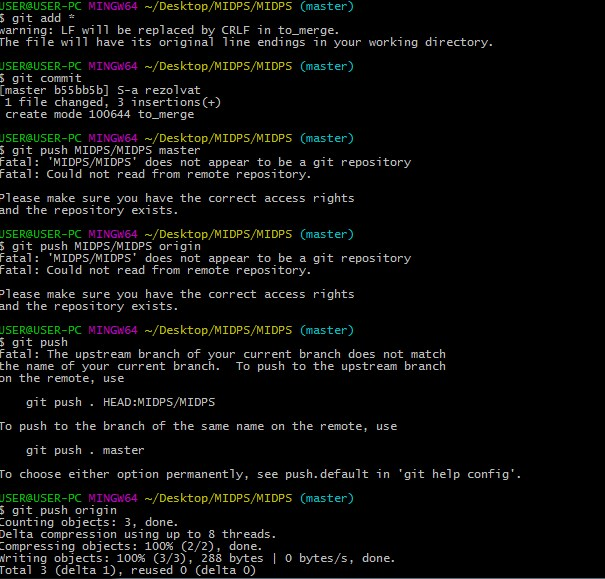 USER@USER-PC MINGW64 ~/Desktop/MIDPS/MIDPS (master)
$ git add *
warning: LF will be replaced by CRLF in to_merge.
The file will have its original line endings in your working directory.
USER@USER-PC MINGW64 ~/Desktop/MIDPS/MIDPS (master)
$ git commit
[master b55bb5b] S-a rezolvat
1 file changed, 3 insertions(+)
create mode 100644 to_merge
USER@USER-PC MINGW64 ~/Desktop/MIDPS/MIDPS (master)
$ git push MIDPS/MIDPS master
fatal: 'MIDPS/MIDPS' does not appear to be a git repository
fatal: Could not read from remote repository.
Please make sure you have the correct access rights
and the repository exists.
USER@USER-PC MINGW64 ~/Desktop/MIDPS/MIDPS (master)
$ git push MIDPS/MIDPS origin
fatal: 'MIDPS/MIDPS' does not appear to be a git repository
fatal: Could not read from remote repository.
Please make sure you have the correct access rights
and the repository exists.
USER@USER-PC MINGW64 ~/Desktop/MIDPS/MIDPS (master)
$ git push
fatal: The upstream branch of your current branch does not match
the name of your current branch.  To push to the upstream branch
on the remote, use
git push . HEAD:MIDPS/MIDPS
To push to the branch of the same name on the remote, use
git push . master
To choose either option permanently, see push.default in 'git help config'.
USER@USER-PC MINGW64 ~/Desktop/MIDPS/MIDPS (master)
$ git push origin
Counting objects: 3, done.
Delta compression using up to 8 threads.
Compressing objects: 100% (2/2), done.
Writing objects: 100% (3/3), 288 bytes | 0 bytes/s, done.
Total 3 (delta 1), reused 0 (delta 0)